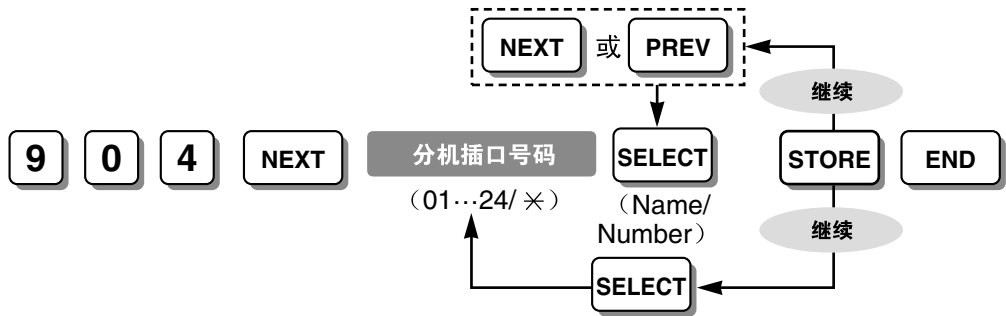 NEXT 或 PREV
继续
9 0 4 NEXT 分机插口号码 SELECT STORE END
(01…24/ ✳)
(Name/
Number)
继续
SELECT